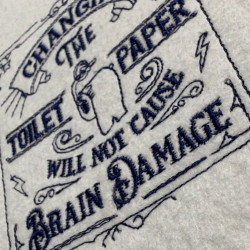 CHANGING
THE
TOILET PAPER
WILL NOT CAUSE
BRAIN DAMAGE